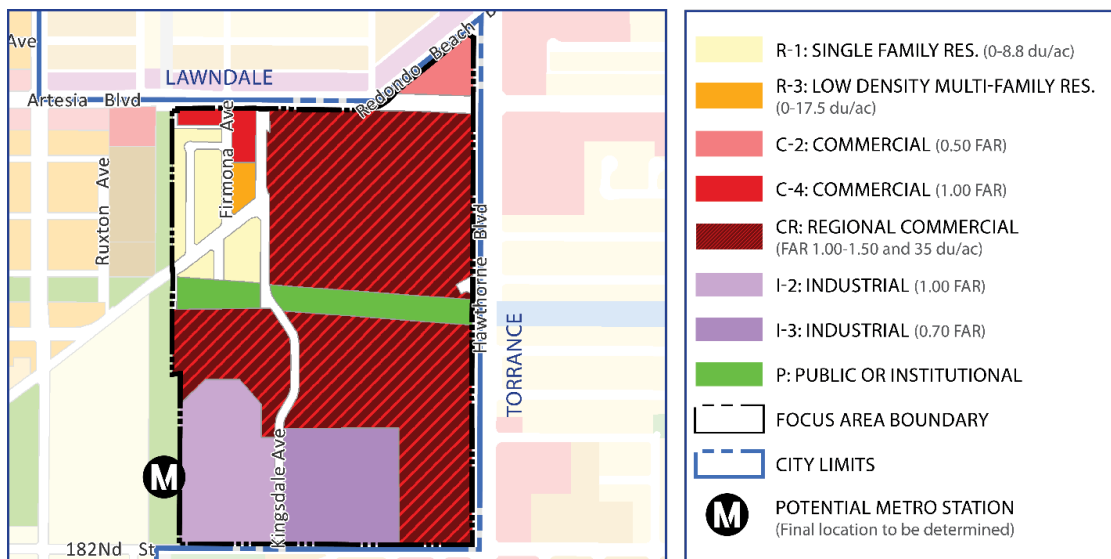 Ave
LAWNDALE
Redondo Beach B
Artesia Blvd
Ruxton Ave
Firmona Ave
Hawthorne Blvd
TORRANCE
Kingsdale Ave
M
182Nd St
R-1: SINGLE FAMILY RES. (0-8.8 du/ac)
R-3: LOW DENSITY MULTI-FAMILY RES.
(0-17.5 du/ac)
C-2: COMMERCIAL (0.50 FAR)
C-4: COMMERCIAL (1.00 FAR)
CR: REGIONAL COMMERCIAL
(FAR 1.00-1.50 and 35 du/ac)
I-2: INDUSTRIAL (1.00 FAR)
I-3: INDUSTRIAL (0.70 FAR)
P: PUBLIC OR INSTITUTIONAL
FOCUS AREA BOUNDARY
CITY LIMITS
M
POTENTIAL METRO STATION
(Final location to be determined)